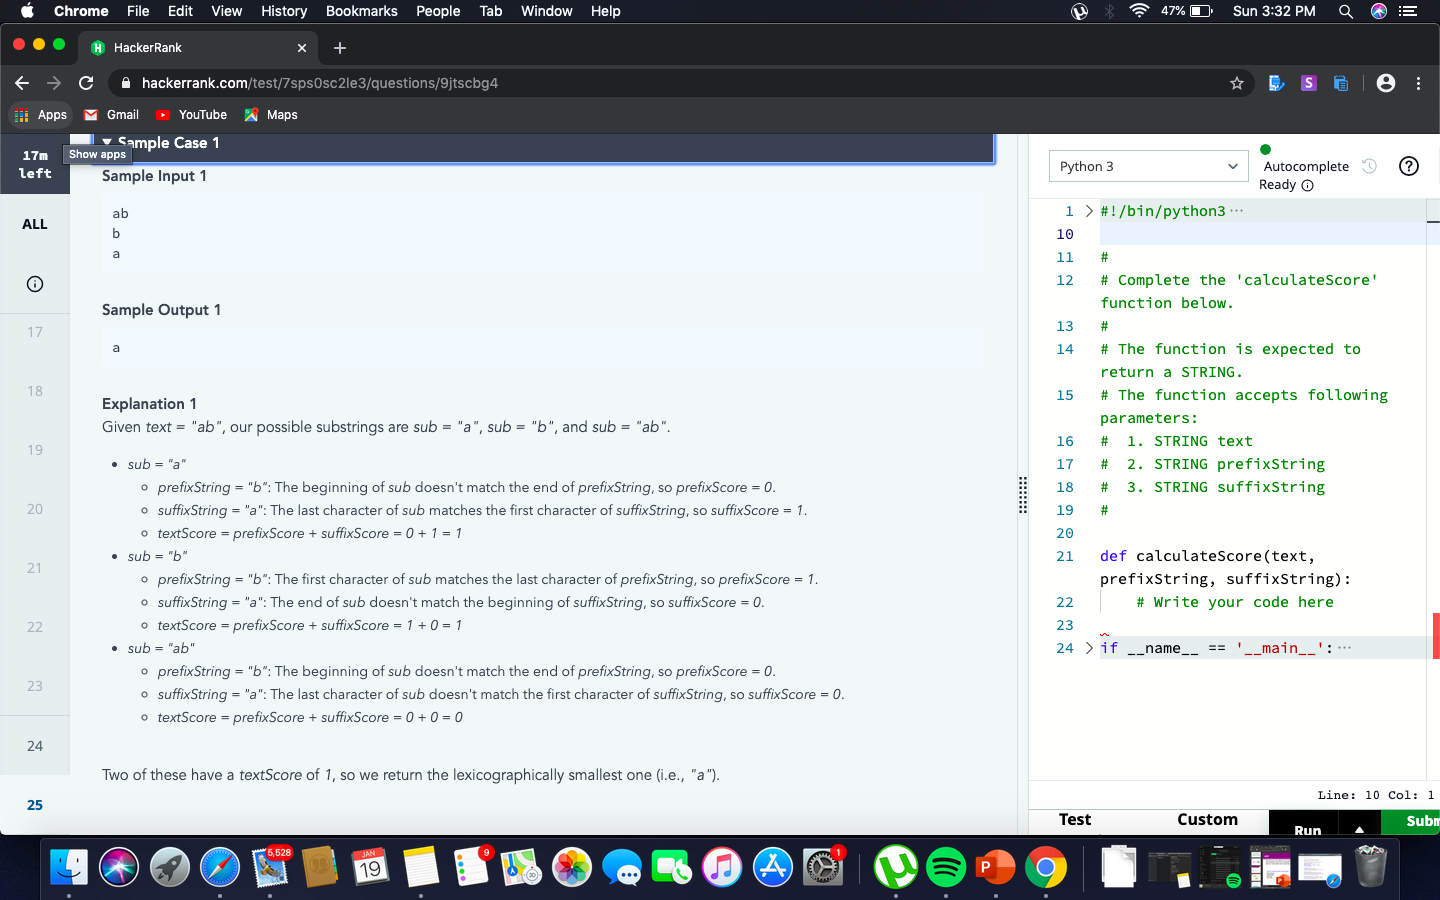 Chrome File Edit View History Bookmarks People Tab Window Help 47% Sun 3:32 PM
HackerRank
hackerrank.com/test/7sps0sc2le3/questions/9jtscbg4
Apps Gmail YouTube Maps
17m left
Show apps
ALL
17
18
19
20
21
22
23
24
25
Sample Case 1
Sample Input 1
ab
b
a
Sample Output 1
a
Explanation 1
Given text = "ab", our possible substrings are sub = "a", sub = "b", and sub = "ab".
• sub = "a"
prefixString = "b": The beginning of sub doesn't match the end of prefixString, so prefixScore = 0.
suffixString = "a": The last character of sub matches the first character of suffixString, so suffixScore = 1.
textScore = prefixScore + suffixScore = 0 + 1 = 1
• sub = "b"
prefixString = "b": The first character of sub matches the last character of prefixString, so prefixScore = 1.
suffixString = "a": The end of sub doesn't match the beginning of suffixString, so suffixScore = 0.
textScore = prefixScore + suffixScore = 1 + 0 = 1
• sub = "ab"
prefixString = "b": The beginning of sub doesn't match the end of prefixString, so prefixScore = 0.
suffixString = "a": The last character of sub doesn't match the first character of suffixString, so suffixScore = 0.
textScore = prefixScore + suffixScore = 0 + 0 = 0
Two of these have a textScore of 1, so we return the lexicographically smallest one (i.e., "a").
Python 3
Autocomplete Ready
1 #!/bin/python3 ···
10
11 #
12 # Complete the 'calculateScore'
function below.
13 #
14 # The function is expected to
return a STRING.
15 # The function accepts following
parameters:
16 #  1. STRING text
17 #  2. STRING prefixString
18 #  3. STRING suffixString
19 #
20
21 def calculateScore(text,
prefixString, suffixString):
22     # Write your code here
23
24 if __name__ == '__main__': ···
Line: 10 Col: 1
Test Custom Run Subm
5,528
JAN 19
9
3D
1